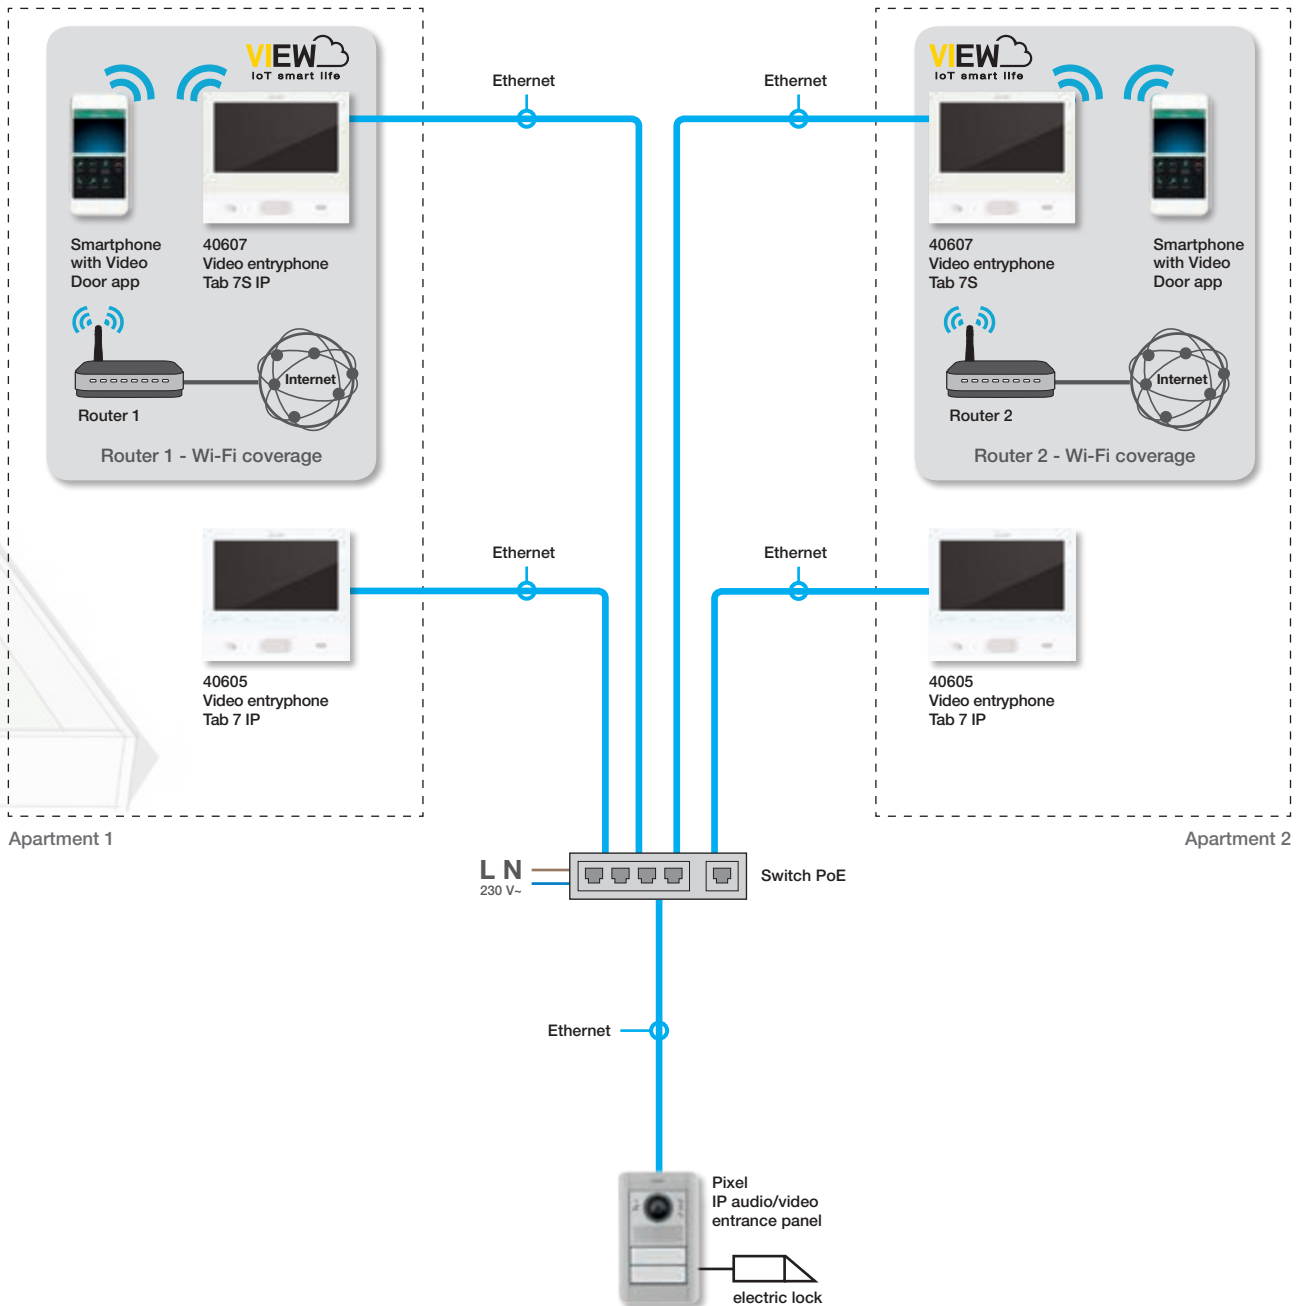 VIEW
IoT smart life
Smartphone
with Video
Door app
40607
Video entryphone
Tab 7S IP
Router 1
Internet
Router 1 - Wi-Fi coverage
40605
Video entryphone
Tab 7 IP
Apartment 1
Ethernet
Ethernet
Ethernet
Ethernet
VIEW
IoT smart life
40607
Video entryphone
Tab 7S
Smartphone
with Video
Door app
Router 2
Internet
Router 2 - Wi-Fi coverage
40605
Video entryphone
Tab 7 IP
Apartment 2
L N
230 V~
Switch PoE
Ethernet
Pixel
IP audio/video
entrance panel
electric lock